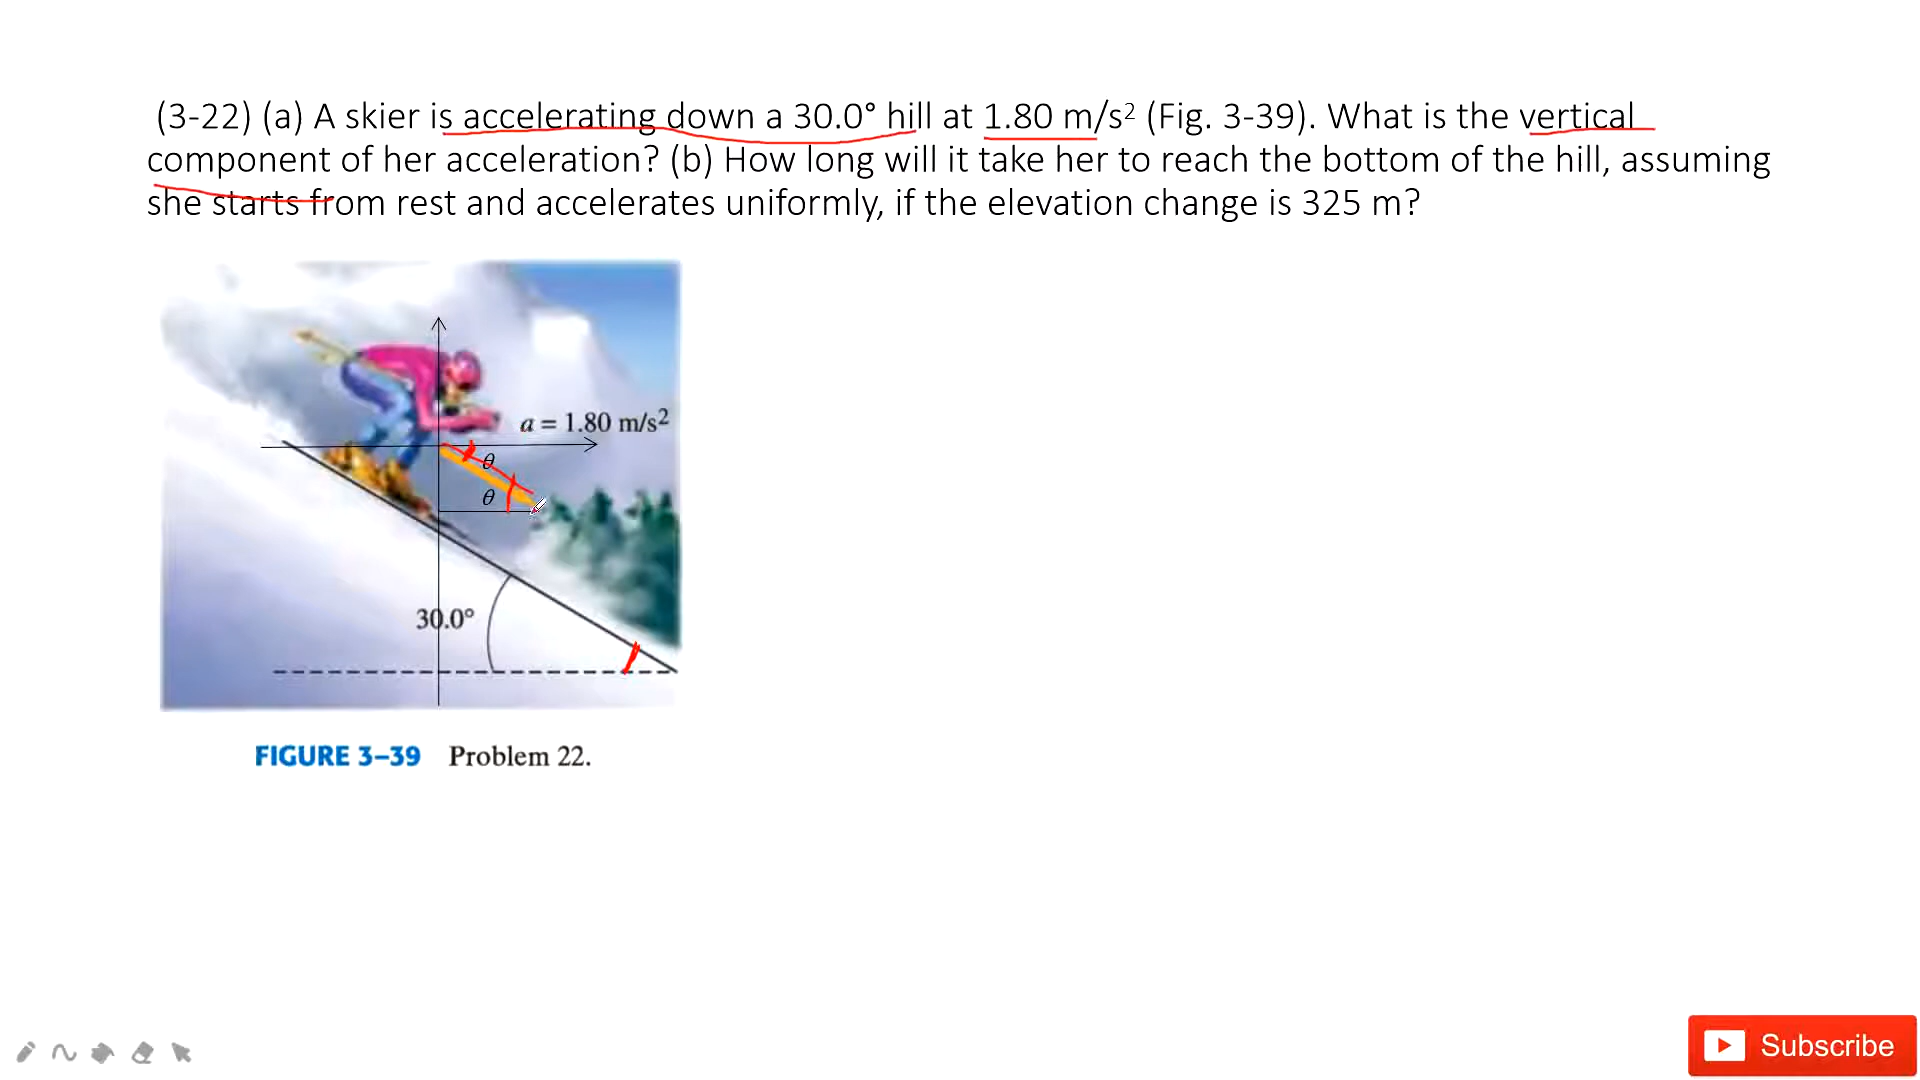 (3-22) (a) A skier is accelerating down a 30.0° hill at 1.80 m/s² (Fig. 3-39). What is the vertical
component of her acceleration? (b) How long will it take her to reach the bottom of the hill, assuming
she starts from rest and accelerates uniformly, if the elevation change is 325 m?
a = 1.80 m/s²
θ
θ
30.0°
FIGURE 3–39 Problem 22.
Subscribe